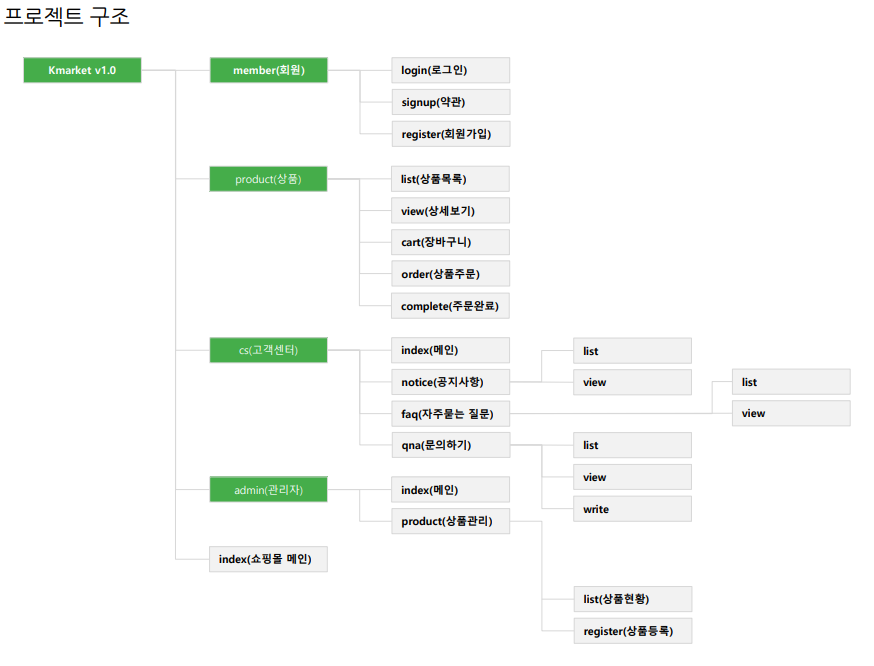 프로젝트 구조
Kmarket v1.0
member(회원)
login(로그인)
signup(약관)
register(회원가입)
product(상품)
list(상품목록)
view(상세보기)
cart(장바구니)
order(상품주문)
complete(주문완료)
cs(고객센터)
index(메인)
notice(공지사항)
list
view
faq(자주묻는 질문)
list
view
qna(문의하기)
list
view
write
admin(관리자)
index(메인)
product(상품관리)
list(상품현황)
register(상품등록)
index(쇼핑몰 메인)